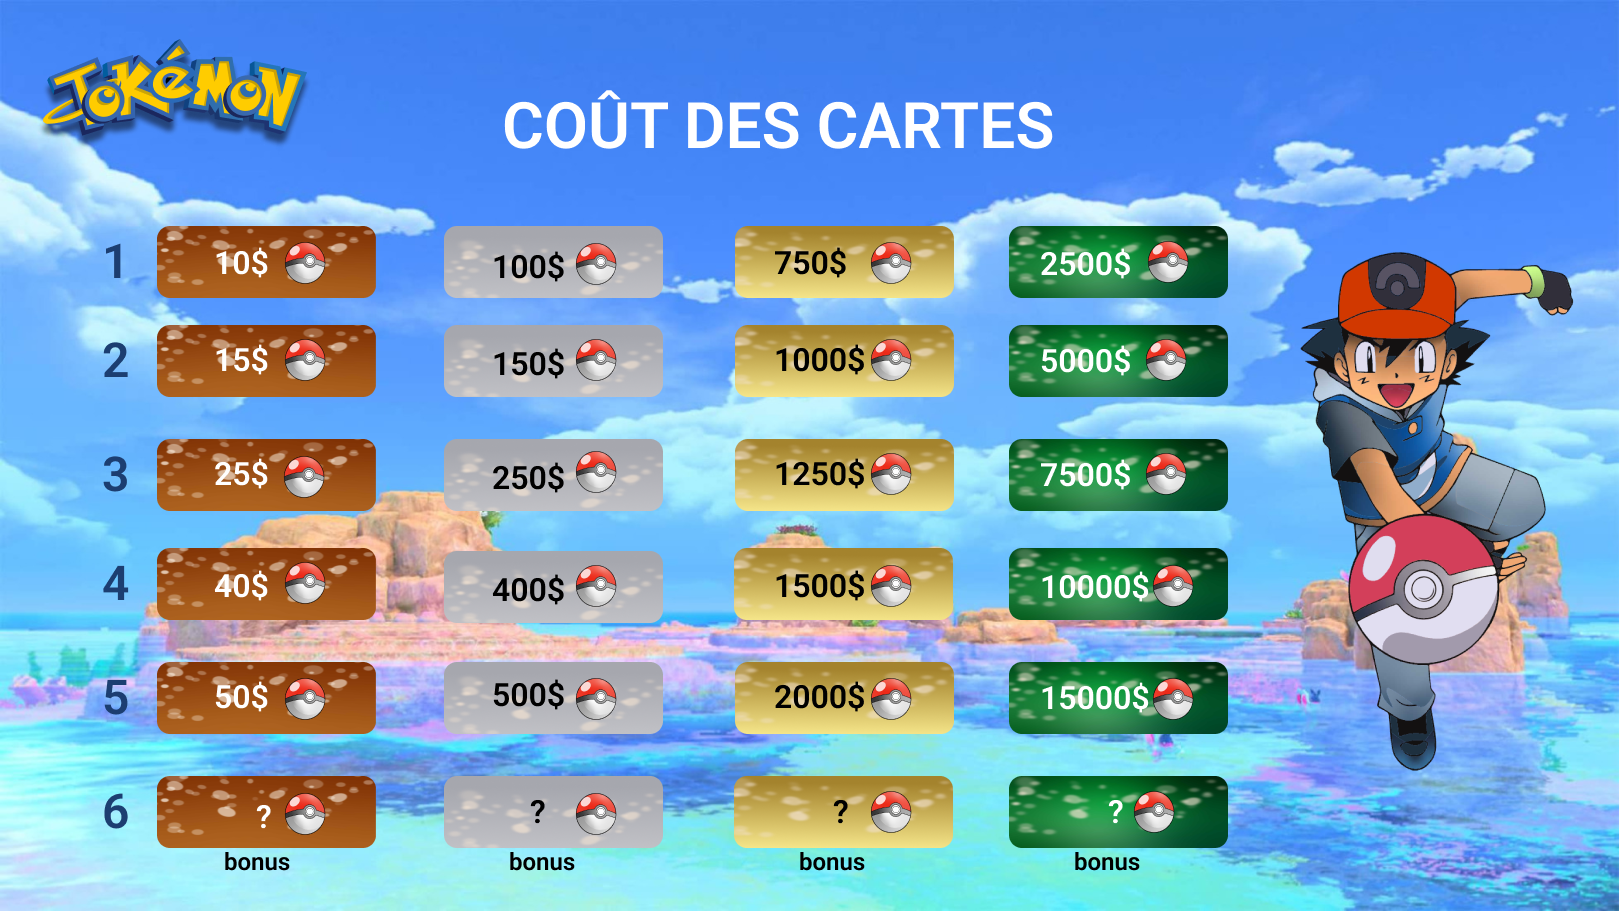 JOKéMON
COÛT DES CARTES
1 10$ 100$ 750$ 2500$
2 15$ 150$ 1000$ 5000$
3 25$ 250$ 1250$ 7500$
4 40$ 400$ 1500$ 10000$
5 50$ 500$ 2000$ 15000$
6 ? ? ? ?
bonus bonus bonus bonus